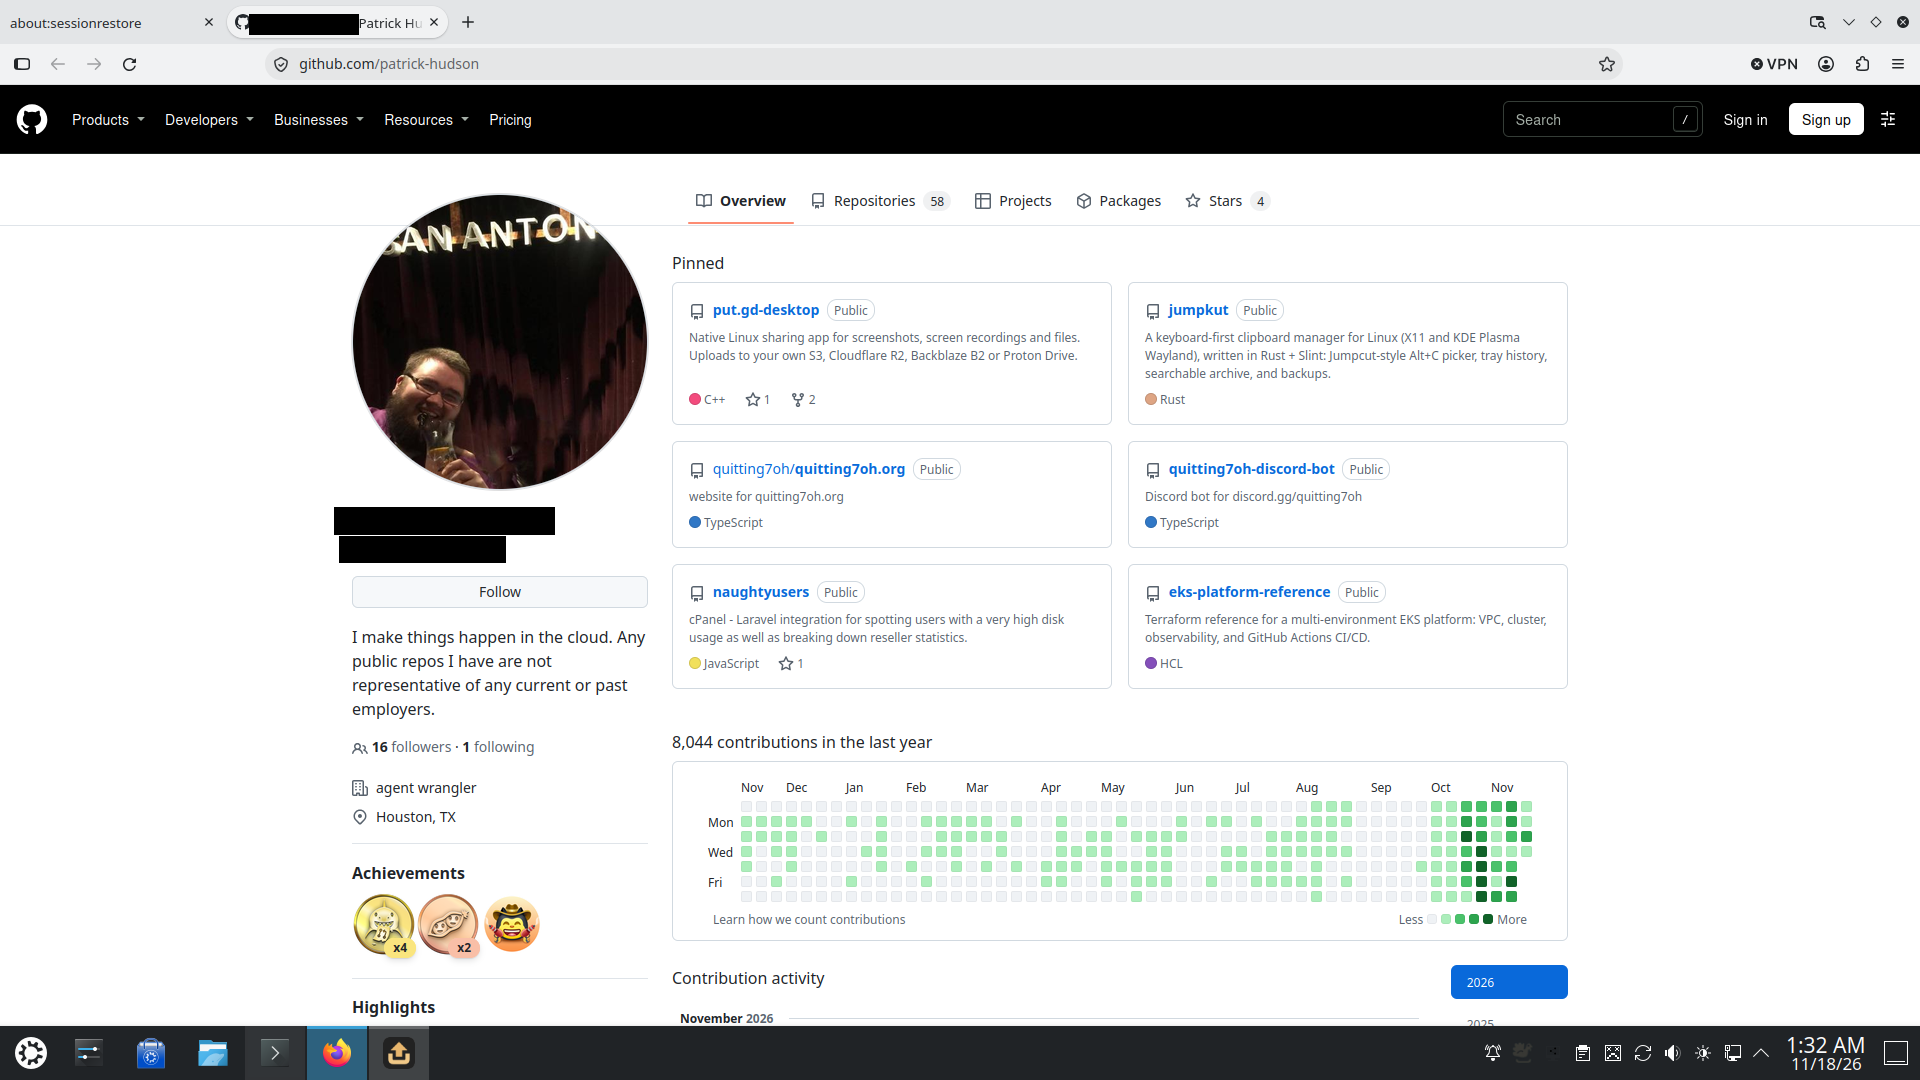 about:sessionrestore
Patrick Hu
github.com/patrick-hudson
VPN
Products
Developers
Businesses
Resources
Pricing
Search
/
Sign in
Sign up
Overview
Repositories 58
Projects
Packages
Stars 4
SAN ANTON
Follow
I make things happen in the cloud. Any
public repos I have are not
representative of any current or past
employers.
16 followers · 1 following
agent wrangler
Houston, TX
Achievements
x4
x2
Highlights
Pinned
put.gd-desktop Public
Native Linux sharing app for screenshots, screen recordings and files.
Uploads to your own S3, Cloudflare R2, Backblaze B2 or Proton Drive.
C++ 1 2
jumpkut Public
A keyboard-first clipboard manager for Linux (X11 and KDE Plasma
Wayland), written in Rust + Slint: Jumpcut-style Alt+C picker, tray history,
searchable archive, and backups.
Rust
quitting7oh/quitting7oh.org Public
website for quitting7oh.org
TypeScript
quitting7oh-discord-bot Public
Discord bot for discord.gg/quitting7oh
TypeScript
naughtyusers Public
cPanel - Laravel integration for spotting users with a very high disk
usage as well as breaking down reseller statistics.
JavaScript 1
eks-platform-reference Public
Terraform reference for a multi-environment EKS platform: VPC, cluster,
observability, and GitHub Actions CI/CD.
HCL
8,044 contributions in the last year
Nov Dec Jan Feb Mar Apr May Jun Jul Aug Sep Oct Nov
Mon
Wed
Fri
Learn how we count contributions
Less More
Contribution activity
2026
2025
November 2026
1:32 AM
11/18/26